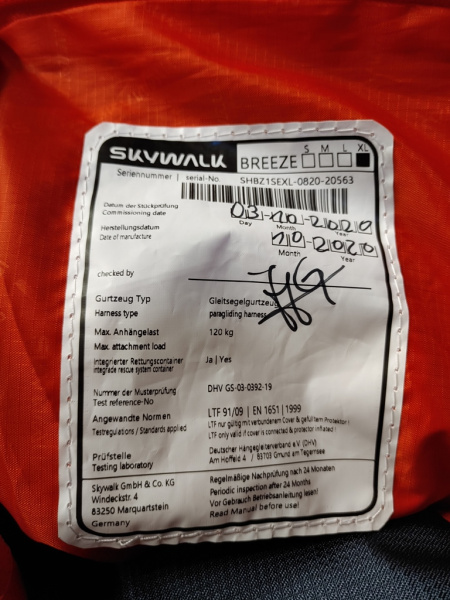 SKYWALK BREEZE S M L XL
Seriennummer | serial-No. SHBZ1SEXL-0820-20563
Datum der Stückprüfung
Commissioning date
03-10-2020
Day Month Year
Herstellungsdatum
Date of manufacture
10-2020
Month Year
checked by
Gurtzeug Typ Gleitsegelgurtzeug
Harness type paragliding harness
Max. Anhängelast 120 kg
Max. attachment load
Integrierter Rettungscontainer Ja | Yes
integrade rescue system container
Nummer der Musterprüfung DHV GS-03-0392-19
Test reference-No
Angewandte Normen LTF 91/09 | EN 1651 | 1999
Testregulations / Standards applied LTF nur gültig mit verbundenem Cover & gefülltem Protektor !
LTF only valid if cover is connected & protector inflated !
Prüfstelle Deutscher Hängegleiterverband e.V. (DHV)
Testing laboratory Am Hoffeld 4 / 83703 Gmund am Tegernsee
Skywalk GmbH & Co. KG
Windeckstr. 4
83250 Marquartstein
Germany
Regelmäßige Nachprüfung nach 24 Monaten
Periodic inspection after 24 Months
Vor Gebrauch Betriebsanleitung lesen!
Read Manual before use!